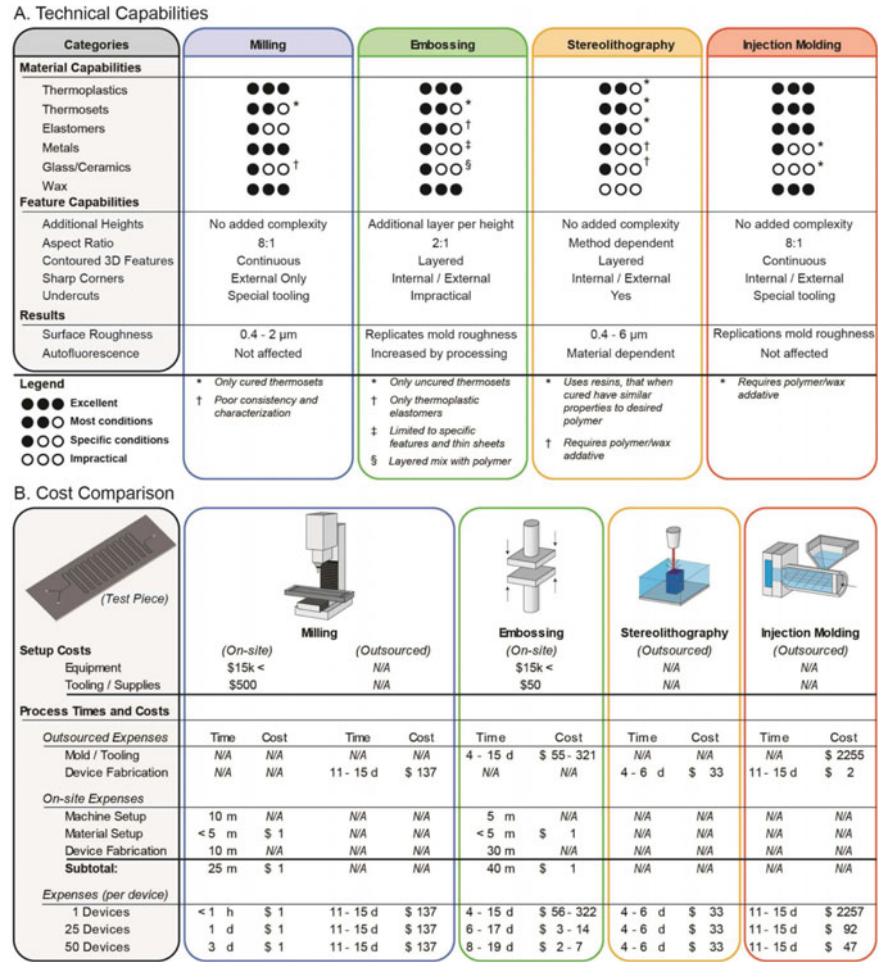 A. Technical Capabilities
Categories Milling Embossing Stereolithography Injection Molding
Material Capabilities
Thermoplastics ●●● ●●● ●●○* ●●●
Thermosets ●●○* ●●○* ●●○* ●●●
Elastomers ●○○ ●●○† ●●○* ●●●
Metals ●●● ●○○‡ ●○○† ●○○*
Glass/Ceramics ●○○† ●○○§ ●○○† ○○○*
Wax ●●● ●●● ○○○ ●●●
Feature Capabilities
Additional Heights No added complexity Additional layer per height No added complexity No added complexity
Aspect Ratio 8:1 2:1 Method dependent 8:1
Contoured 3D Features Continuous Layered Layered Continuous
Sharp Corners External Only Internal / External Internal / External Internal / External
Undercuts Special tooling Impractical Yes Special tooling
Results
Surface Roughness 0.4 - 2 µm Replicates mold roughness 0.4 - 6 µm Replications mold roughness
Autofluorescence Not affected Increased by processing Material dependent Not affected
Legend
●●● Excellent
●●○ Most conditions
●○○ Specific conditions
○○○ Impractical
* Only cured thermosets
† Poor consistency and
characterization
* Only uncured thermosets
† Only thermoplastic
elastomers
‡ Limited to specific
features and thin sheets
§ Layered mix with polymer
* Uses resins, that when
cured have similar
properties to desired
polymer
† Requires polymer/wax
addative
* Requires polymer/wax
addative
B. Cost Comparison
(Test Piece)
Milling Embossing Stereolithography Injection Molding
Setup Costs (On-site) (Outsourced) (On-site) (Outsourced) (Outsourced)
Equipment $15k < N/A $15k < N/A N/A
Tooling / Supplies $500 N/A $50 N/A N/A
Process Times and Costs
Outsourced Expenses Time Cost Time Cost Time Cost Time Cost Time Cost
Mold / Tooling N/A N/A N/A N/A 4 - 15 d $ 55 - 321 N/A N/A N/A $ 2255
Device Fabrication N/A N/A 11 - 15 d $ 137 N/A N/A 4 - 6 d $ 33 11 - 15 d $ 2
On-site Expenses
Machine Setup 10 m N/A N/A N/A 5 m N/A N/A N/A N/A N/A
Material Setup < 5 m $ 1 N/A N/A <5 m $ 1 N/A N/A N/A N/A
Device Fabrication 10 m N/A N/A N/A 30 m N/A N/A N/A N/A N/A
Subtotal: 25 m $ 1 N/A N/A 40 m $ 1 N/A N/A N/A N/A
Expenses (per device)
1 Devices < 1 h $ 1 11 - 15 d $ 137 4 - 15 d $ 56 - 322 4 - 6 d $ 33 11 - 15 d $ 2257
25 Devices 1 d $ 1 11 - 15 d $ 137 6 - 17 d $ 3 - 14 4 - 6 d $ 33 11 - 15 d $ 92
50 Devices 3 d $ 1 11 - 15 d $ 137 8 - 19 d $ 2 - 7 4 - 6 d $ 33 11 - 15 d $ 47